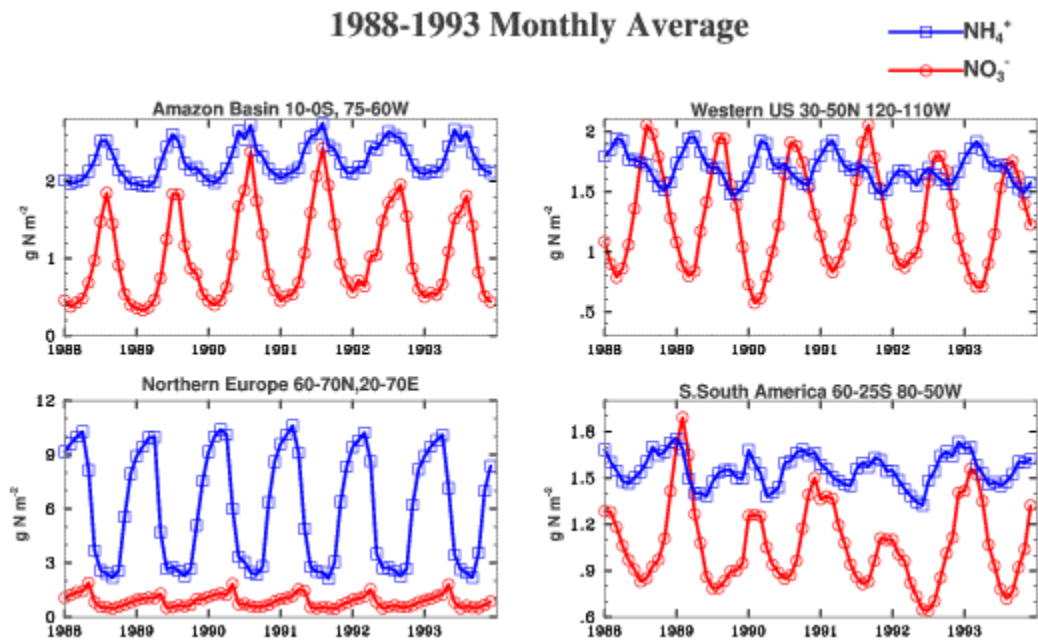 1988-1993 Monthly Average
NH₄⁺
NO₃⁻
Amazon Basin 10-0S, 75-60W
g N m⁻²
2
1
0
1988 1989 1990 1991 1992 1993
Western US 30-50N 120-110W
g N m⁻²
2
1.5
1
.5
1988 1989 1990 1991 1992 1993
Northern Europe 60-70N,20-70E
g N m⁻²
12
9
6
3
0
1988 1989 1990 1991 1992 1993
S.South America 60-25S 80-50W
g N m⁻²
1.8
1.5
1.2
.9
.6
1988 1989 1990 1991 1992 1993